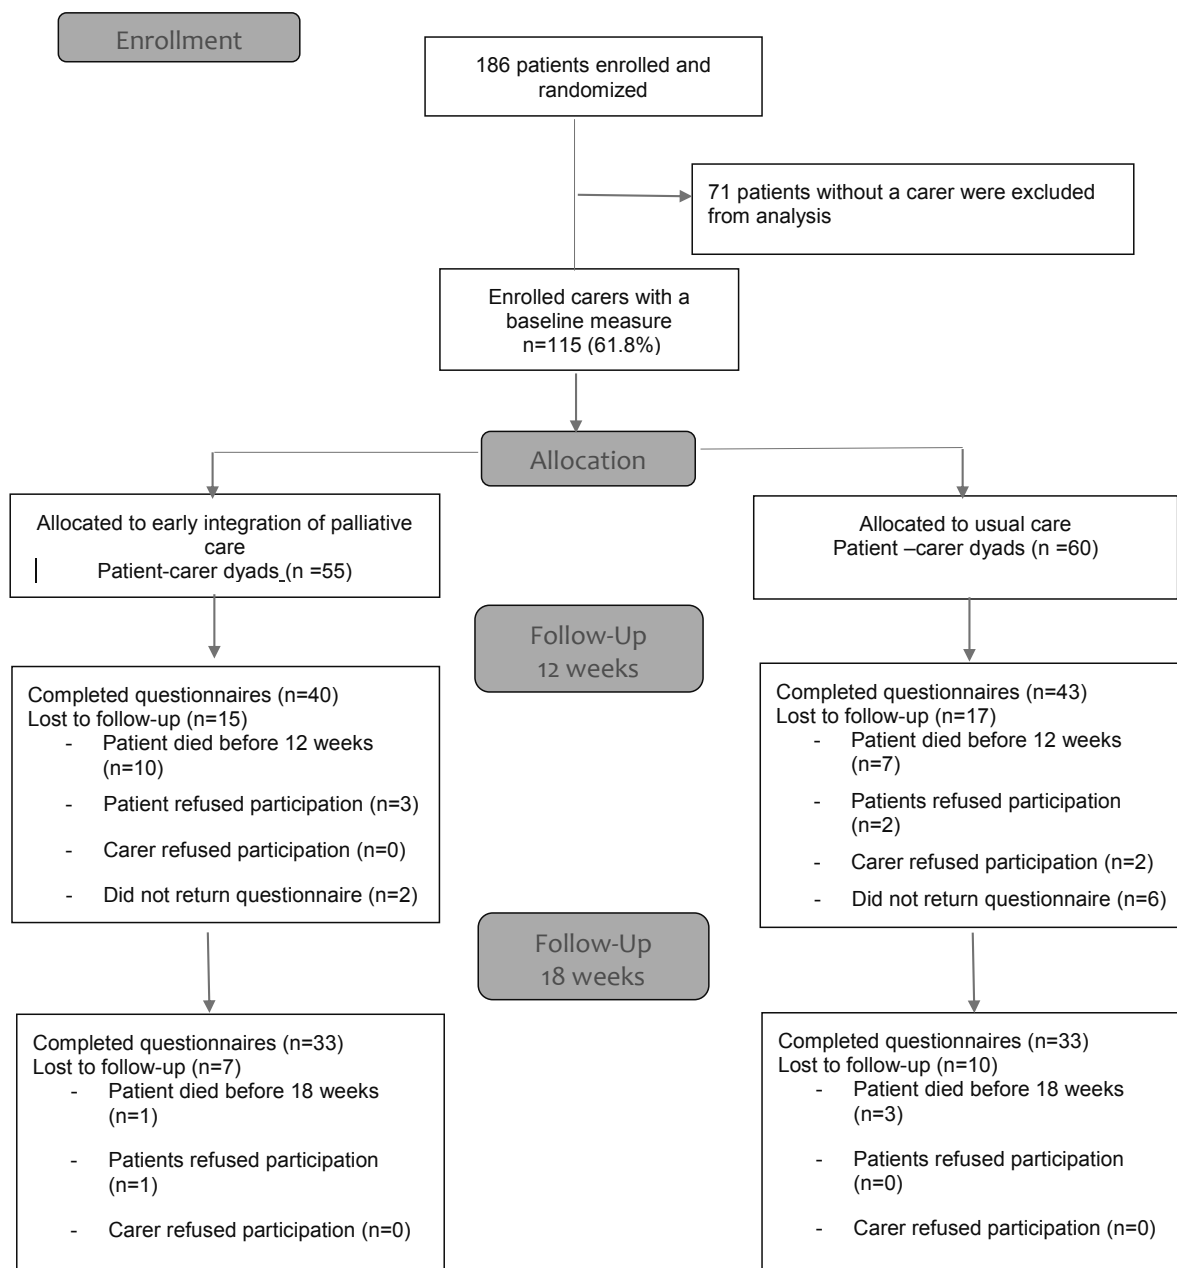 Enrollment
186 patients enrolled and
randomized
71 patients without a carer were excluded
from analysis
Enrolled carers with a
baseline measure
n=115 (61.8%)
Allocation
Allocated to early integration of palliative
care
Patient-carer dyads (n =55)
Allocated to usual care
Patient –carer dyads (n =60)
Follow-Up
12 weeks
Completed questionnaires (n=40)
Lost to follow-up (n=15)
- Patient died before 12 weeks
(n=10)
- Patient refused participation (n=3)
- Carer refused participation (n=0)
- Did not return questionnaire (n=2)
Completed questionnaires (n=43)
Lost to follow-up (n=17)
- Patient died before 12 weeks
(n=7)
- Patients refused participation
(n=2)
- Carer refused participation (n=2)
- Did not return questionnaire (n=6)
Follow-Up
18 weeks
Completed questionnaires (n=33)
Lost to follow-up (n=7)
- Patient died before 18 weeks
(n=1)
- Patients refused participation
(n=1)
- Carer refused participation (n=0)
Completed questionnaires (n=33)
Lost to follow-up (n=10)
- Patient died before 18 weeks
(n=3)
- Patients refused participation
(n=0)
- Carer refused participation (n=0)